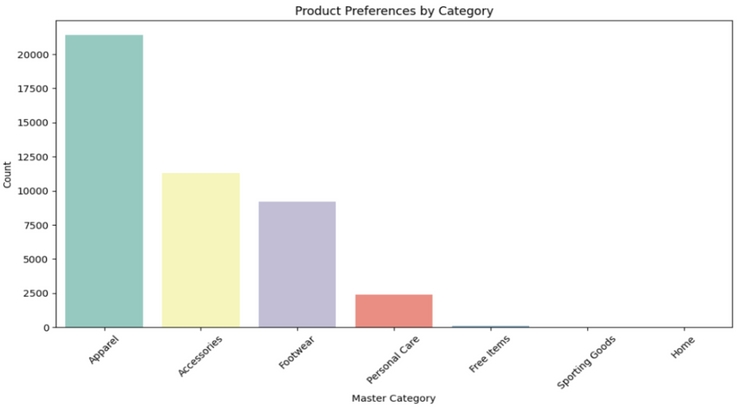 Product Preferences by Category
20000
17500
15000
12500
10000
7500
5000
2500
0
Count
Apparel
Accessories
Footwear
Personal Care
Free Items
Sporting Goods
Home
Master Category